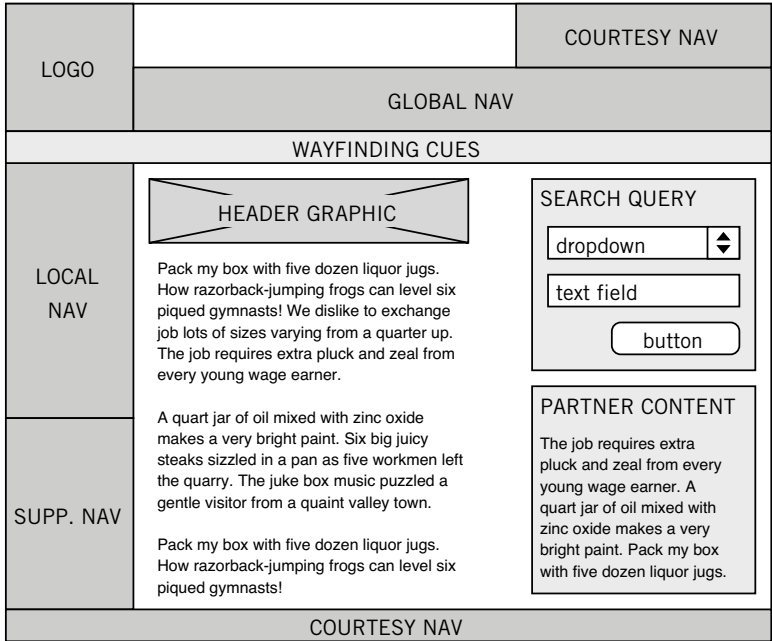 LOGO
COURTESY NAV
GLOBAL NAV
WAYFINDING CUES
LOCAL
NAV
SUPP. NAV
HEADER GRAPHIC
Pack my box with five dozen liquor jugs.
How razorback-jumping frogs can level six
piqued gymnasts! We dislike to exchange
job lots of sizes varying from a quarter up.
The job requires extra pluck and zeal from
every young wage earner.
A quart jar of oil mixed with zinc oxide
makes a very bright paint. Six big juicy
steaks sizzled in a pan as five workmen left
the quarry. The juke box music puzzled a
gentle visitor from a quaint valley town.
Pack my box with five dozen liquor jugs.
How razorback-jumping frogs can level six
piqued gymnasts!
SEARCH QUERY
dropdown
text field
button
PARTNER CONTENT
The job requires extra
pluck and zeal from every
young wage earner. A
quart jar of oil mixed with
zinc oxide makes a very
bright paint. Pack my box
with five dozen liquor jugs.
COURTESY NAV